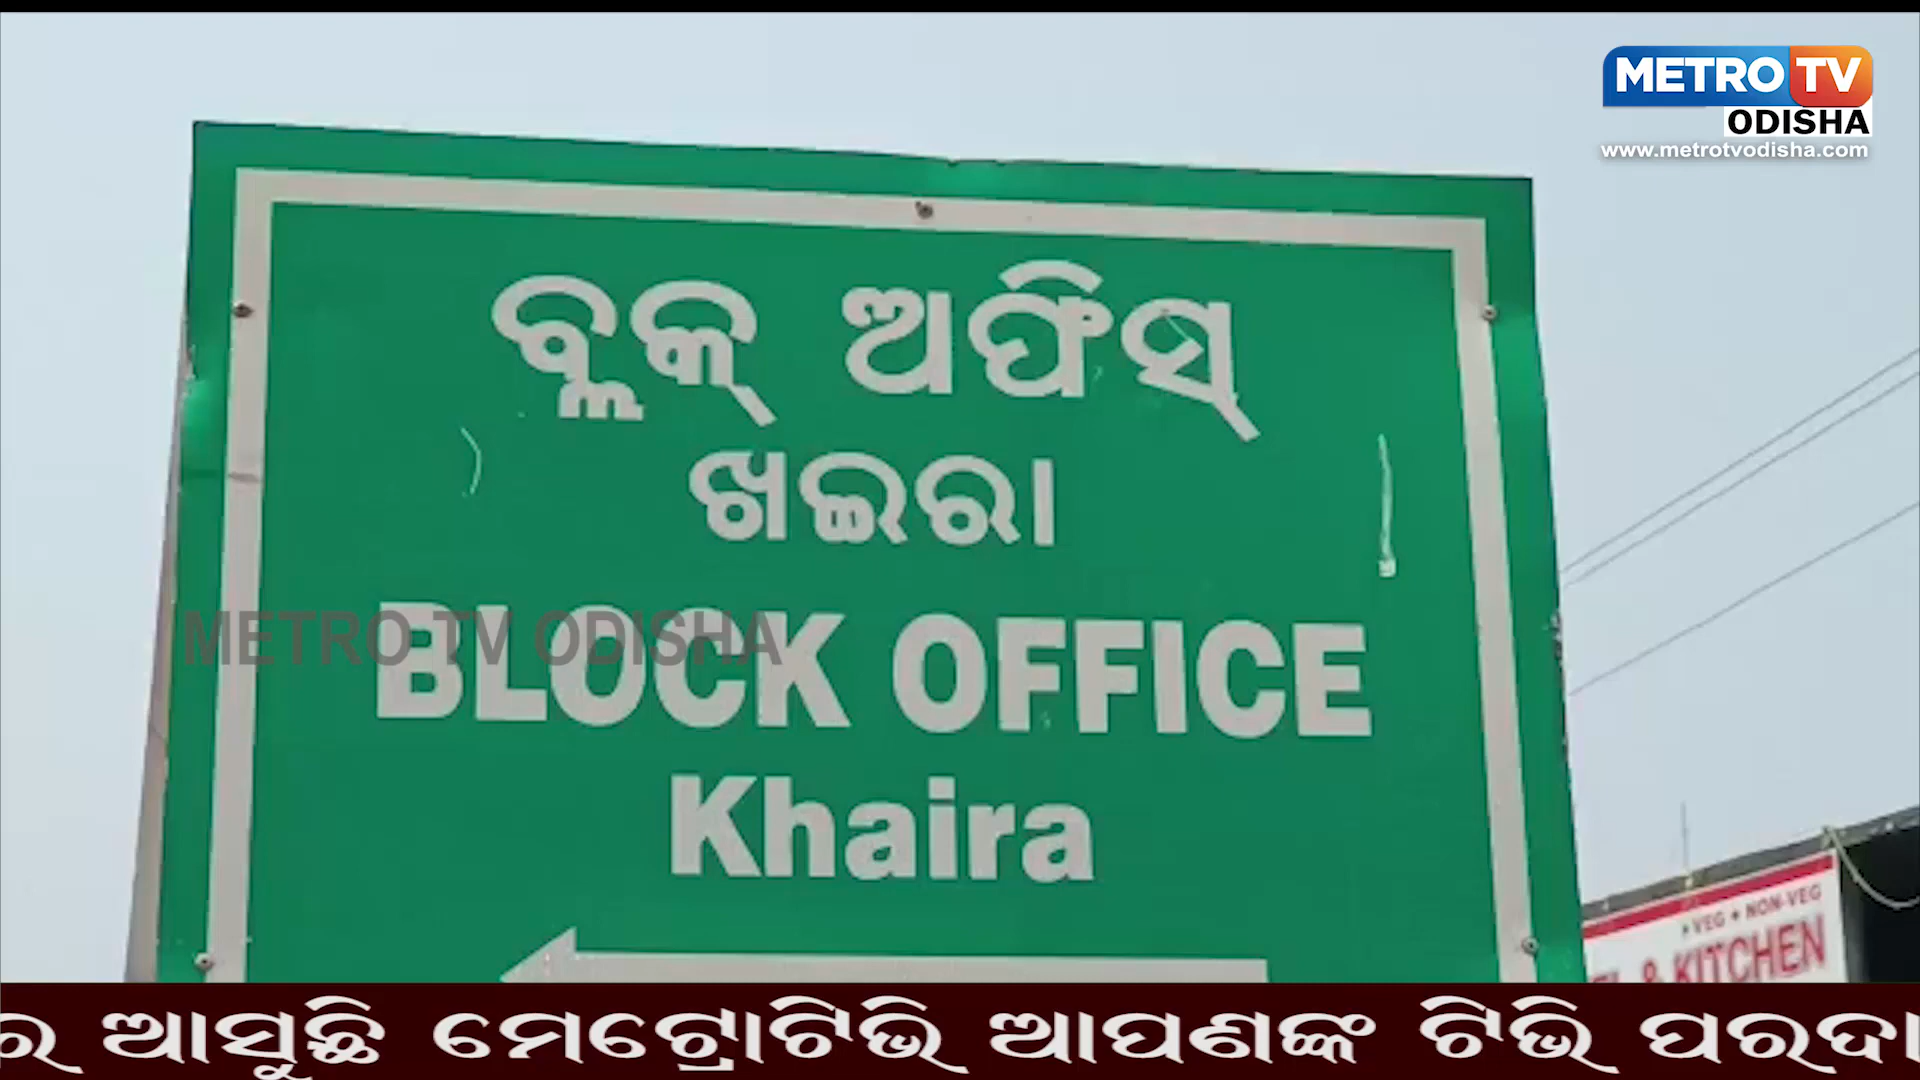 METRO TV
ODISHA
www.metrotvodisha.com
ବ୍ଲକ୍ ଅଫିସ୍
ଖଇରା
BLOCK OFFICE
METRO TV ODISHA
Khaira
VEG NON-VEG
& KITCHEN
ଆସୁଛି ମେଟ୍ରୋଟିଭି ଆପଣଙ୍କ ଟିଭି ପରଦା